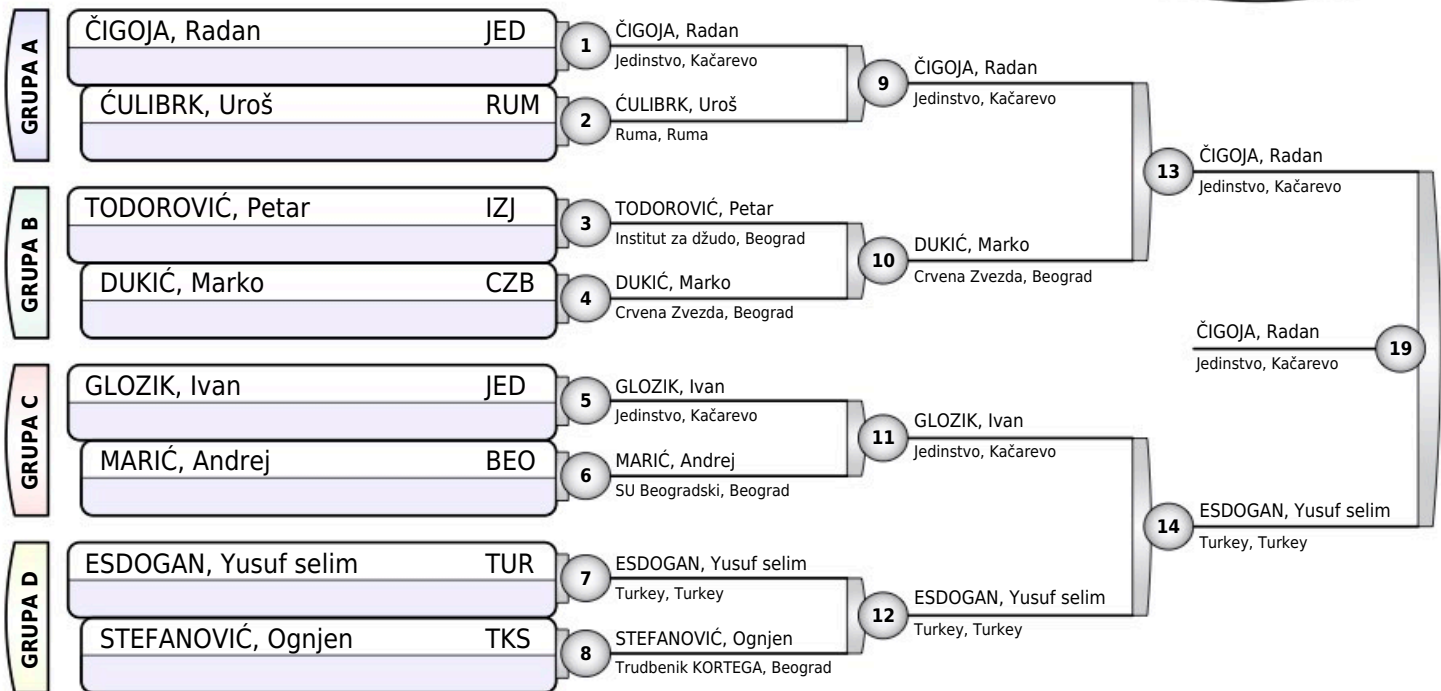 GRUPA A
ČIGOJA, Radan JED
ĆULIBRK, Uroš RUM
GRUPA B
TODOROVIĆ, Petar IZJ
DUKIĆ, Marko CZB
GRUPA C
GLOZIK, Ivan JED
MARIĆ, Andrej BEO
GRUPA D
ESDOGAN, Yusuf selim TUR
STEFANOVIĆ, Ognjen TKS
1
ČIGOJA, Radan
Jedinstvo, Kačarevo
2
ĆULIBRK, Uroš
Ruma, Ruma
3
TODOROVIĆ, Petar
Institut za džudo, Beograd
4
DUKIĆ, Marko
Crvena Zvezda, Beograd
5
GLOZIK, Ivan
Jedinstvo, Kačarevo
6
MARIĆ, Andrej
SU Beogradski, Beograd
7
ESDOGAN, Yusuf selim
Turkey, Turkey
8
STEFANOVIĆ, Ognjen
Trudbenik KORTEGA, Beograd
9
ČIGOJA, Radan
Jedinstvo, Kačarevo
10
DUKIĆ, Marko
Crvena Zvezda, Beograd
11
GLOZIK, Ivan
Jedinstvo, Kačarevo
12
ESDOGAN, Yusuf selim
Turkey, Turkey
13
ČIGOJA, Radan
Jedinstvo, Kačarevo
14
ESDOGAN, Yusuf selim
Turkey, Turkey
ČIGOJA, Radan
Jedinstvo, Kačarevo
19